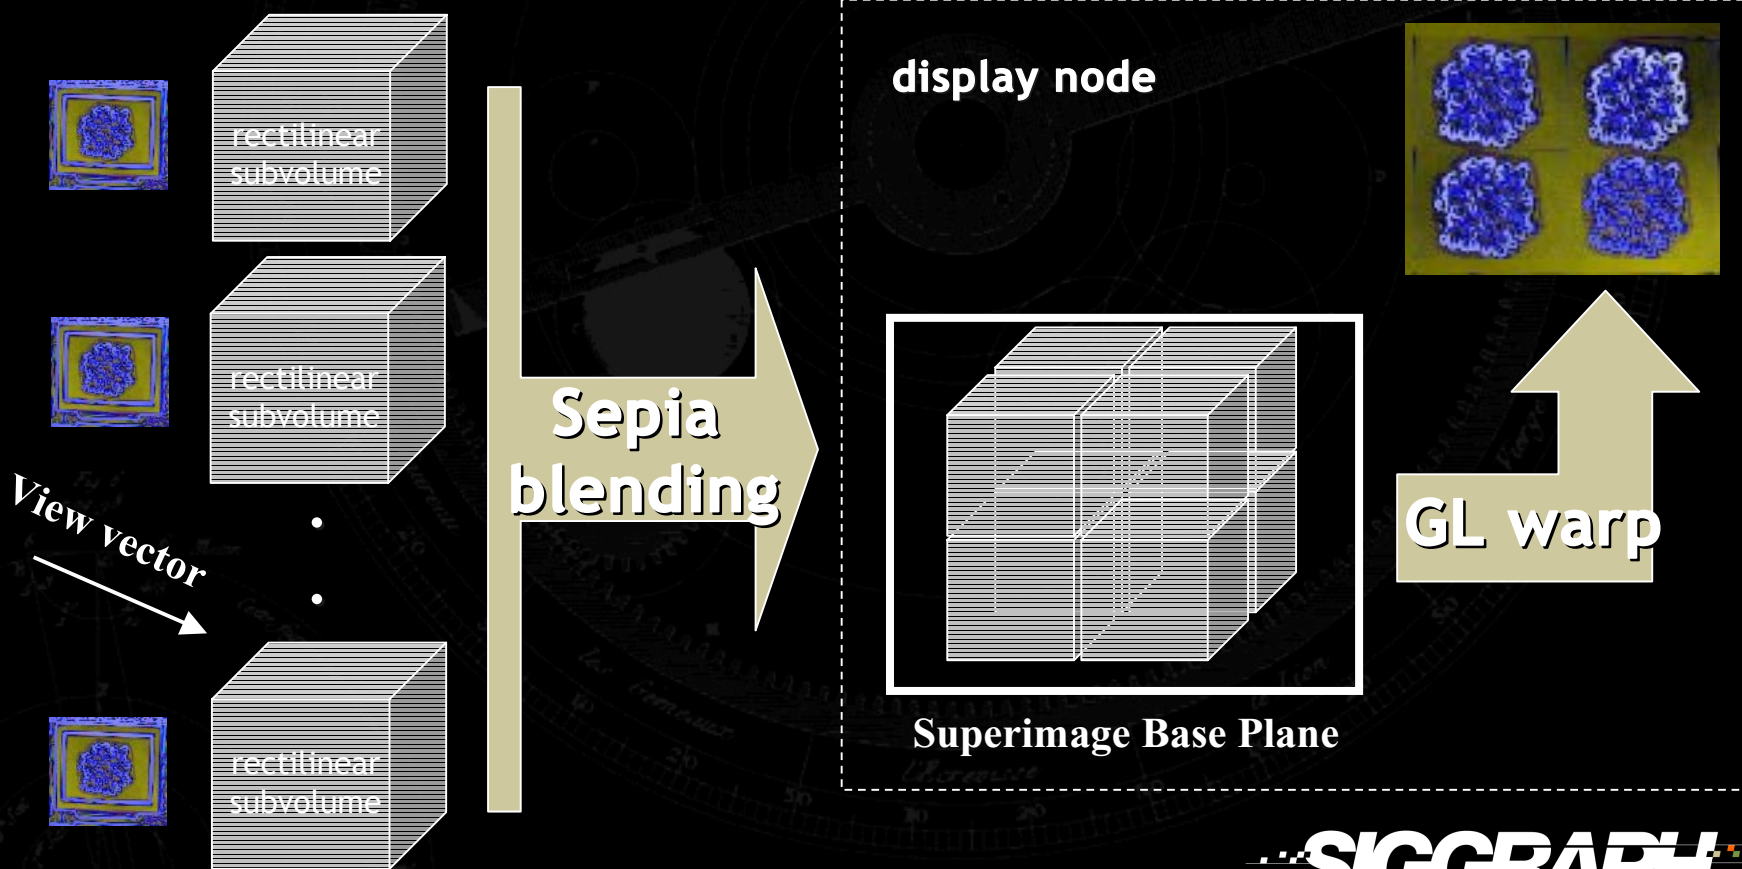 rectilinear
subvolume
rectilinear
subvolume
View vector
rectilinear
subvolume
Sepia
blending
display node
Superimage Base Plane
GL warp
SIGGRAPH